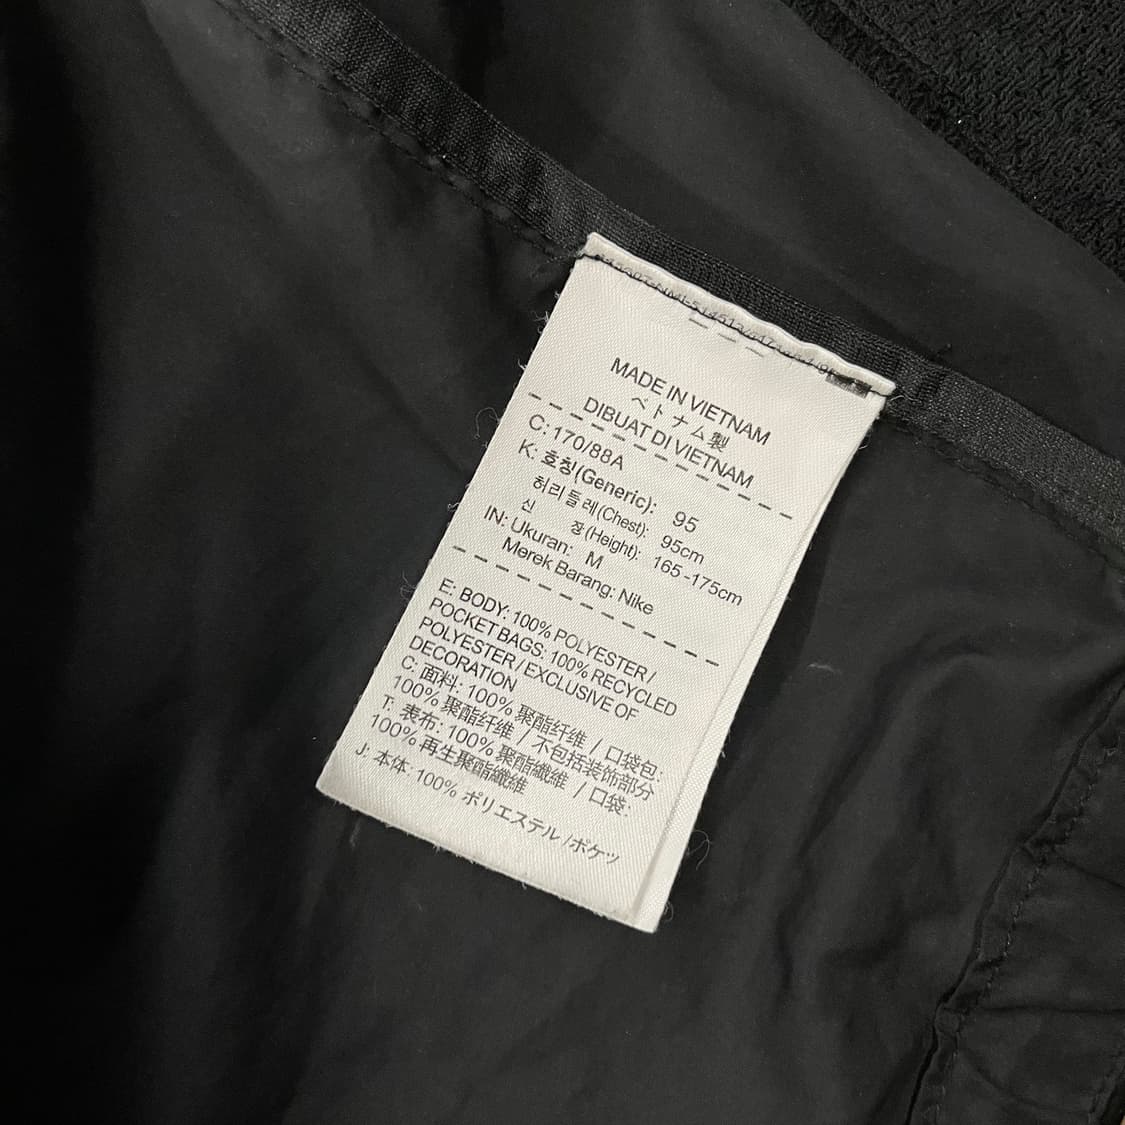 MADE IN VIETNAM
ベトナム製
DIBUAT DI VIETNAM
C: 170/88A
K: 호칭(Generic): 95
허리둘레(Chest): 95cm
신 장(Height): 165-175cm
IN: Ukuran: M
Merek Barang: Nike
E: BODY: 100% POLYESTER /
POCKET BAGS: 100% RECYCLED
POLYESTER / EXCLUSIVE OF
DECORATION
C: 面料: 100% 聚酯纤维 / 口袋包:
100% 聚酯纤维 / 不包括装饰部分
T: 表布: 100% 聚酯纖維 / 口袋:
100% 再生聚酯纖維
J: 本体: 100% ポリエステル /ポケッ